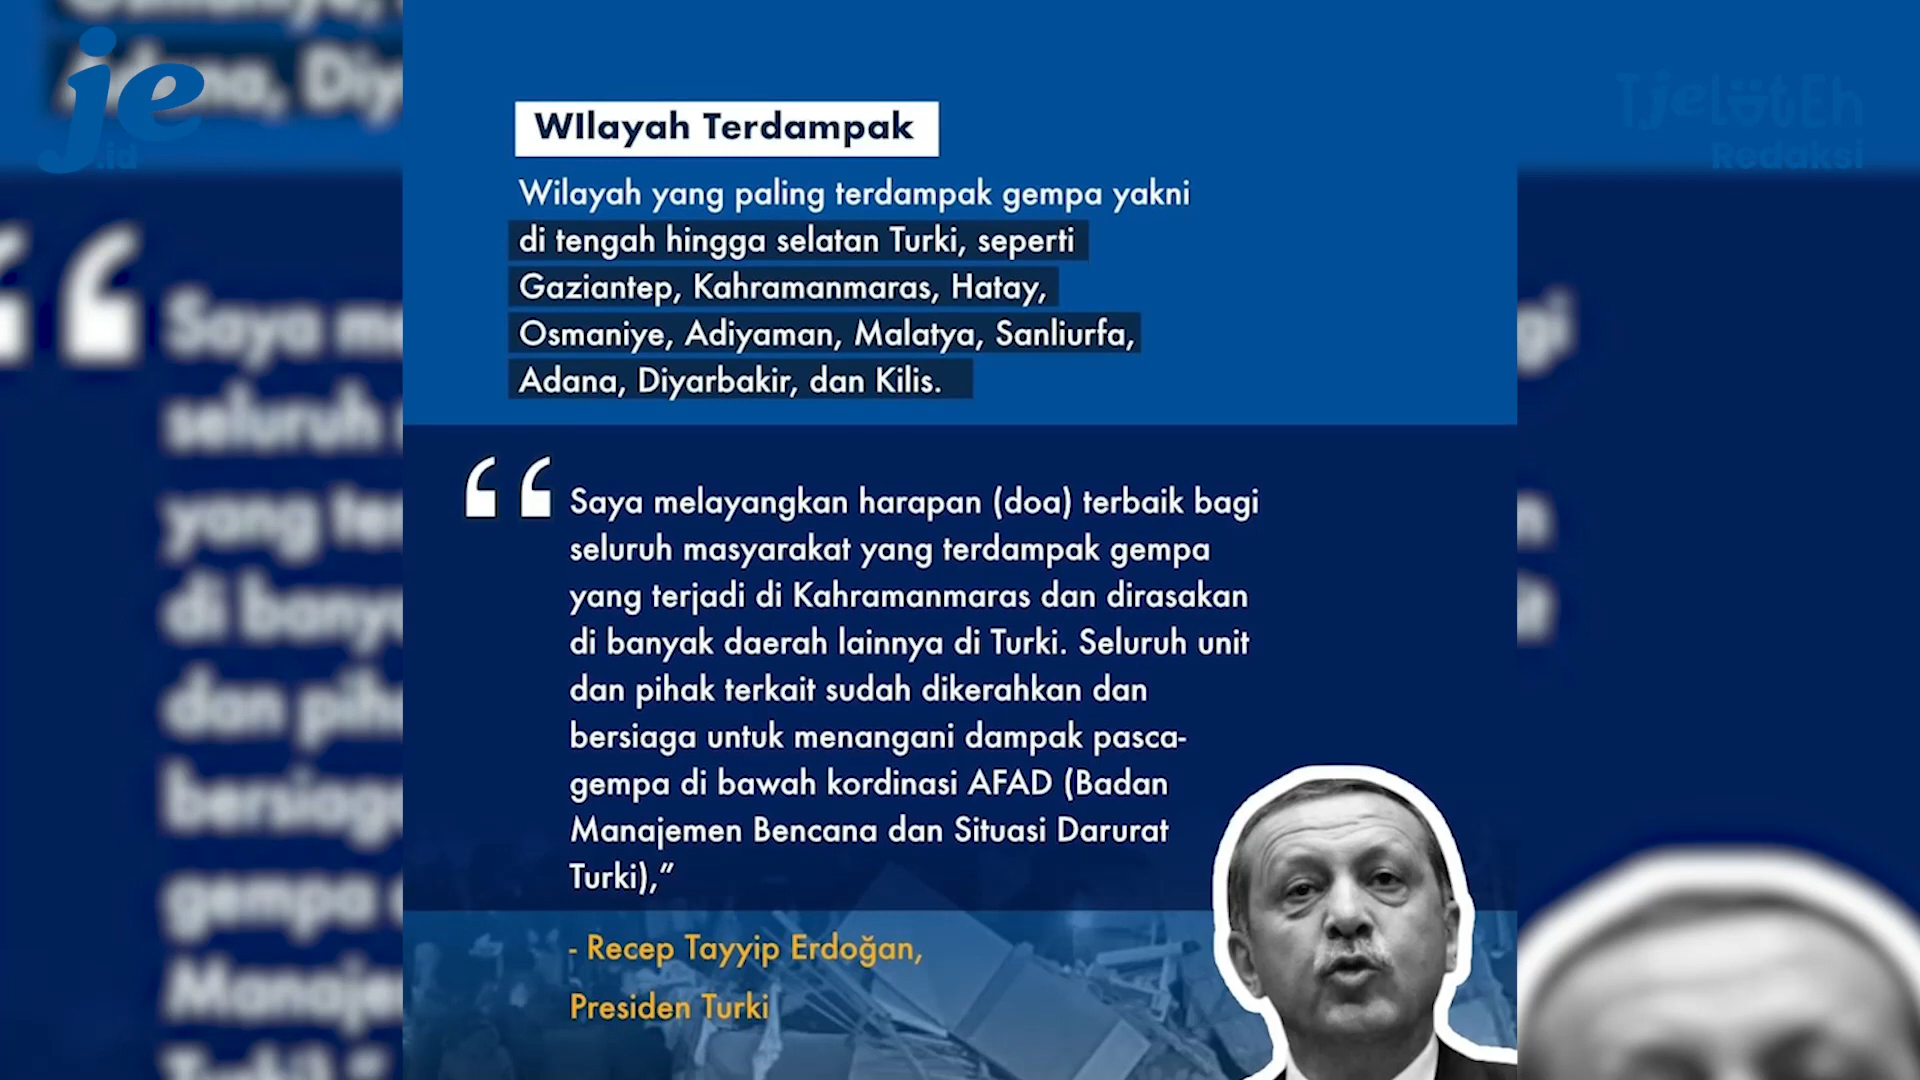 je
.id
TjelutEh
Redaksi
WIlayah Terdampak
Wilayah yang paling terdampak gempa yakni
di tengah hingga selatan Turki, seperti
Gaziantep, Kahramanmaras, Hatay,
Osmaniye, Adiyaman, Malatya, Sanliurfa,
Adana, Diyarbakir, dan Kilis.
“ Saya melayangkan harapan (doa) terbaik bagi
seluruh masyarakat yang terdampak gempa
yang terjadi di Kahramanmaras dan dirasakan
di banyak daerah lainnya di Turki. Seluruh unit
dan pihak terkait sudah dikerahkan dan
bersiaga untuk menangani dampak pasca-
gempa di bawah kordinasi AFAD (Badan
Manajemen Bencana dan Situasi Darurat
Turki),”
- Recep Tayyip Erdoğan,
Presiden Turki